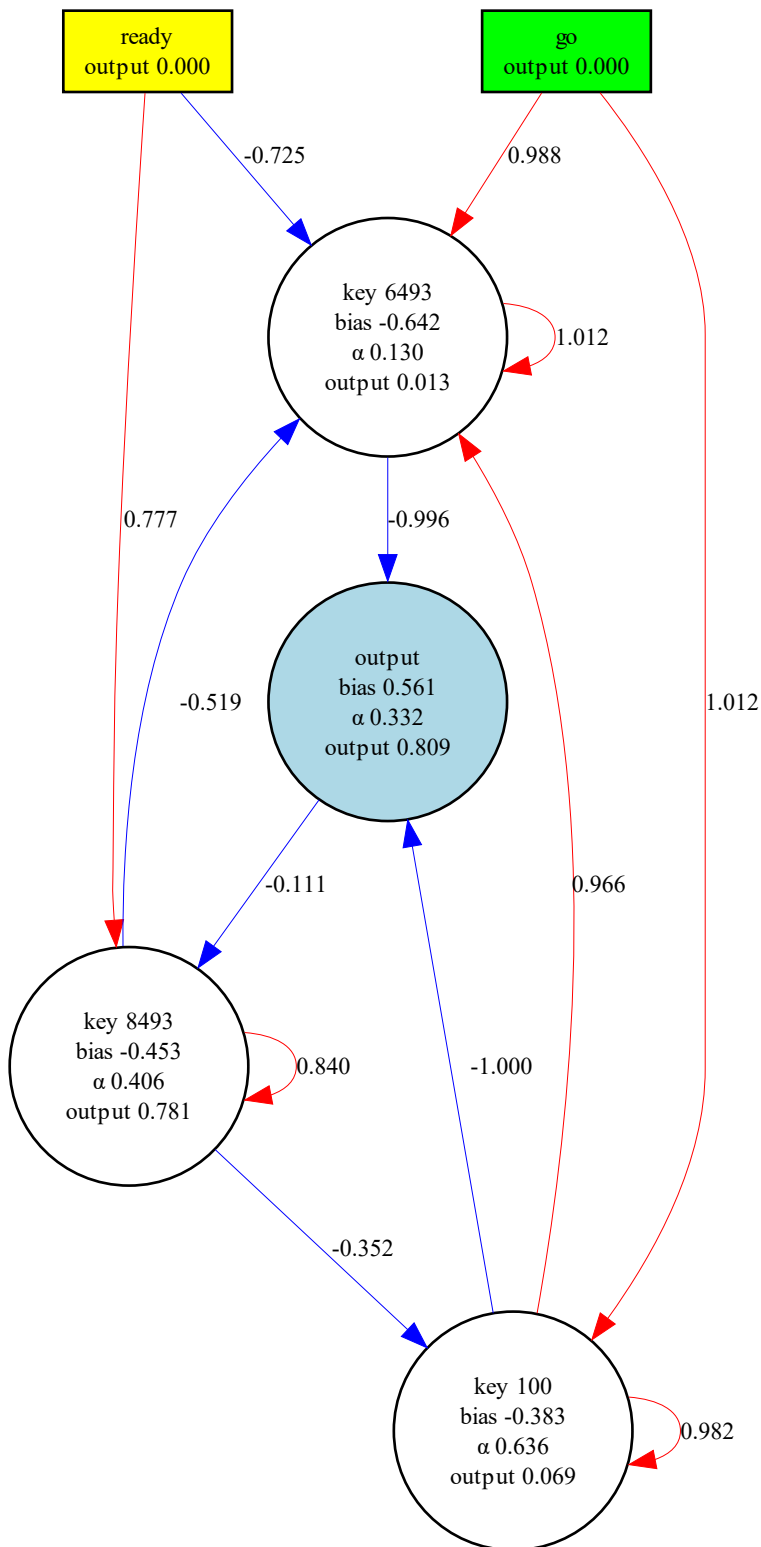 ready
output 0.000
go
output 0.000
-0.725
0.988
key 6493
bias -0.642
α 0.130
output 0.013
1.012
0.777
-0.996
output
bias 0.561
α 0.332
output 0.809
-0.519
1.012
-0.111
0.966
key 8493
bias -0.453
α 0.406
output 0.781
0.840
-1.000
-0.352
key 100
bias -0.383
α 0.636
output 0.069
0.982